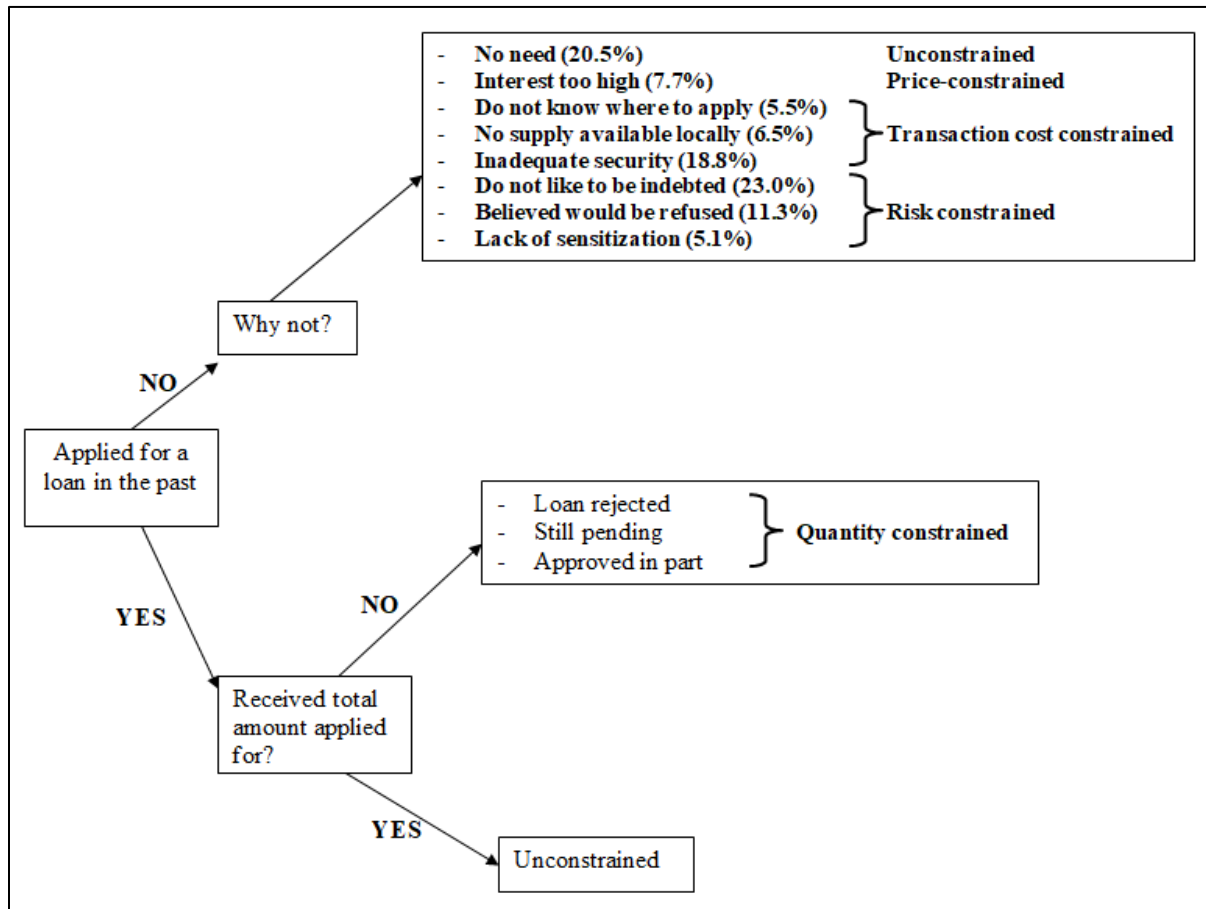 - No need (20.5%) Unconstrained
- Interest too high (7.7%) Price-constrained
- Do not know where to apply (5.5%)
- No supply available locally (6.5%) Transaction cost constrained
- Inadequate security (18.8%)
- Do not like to be indebted (23.0%)
- Believed would be refused (11.3%) Risk constrained
- Lack of sensitization (5.1%)
Why not?
NO
Applied for a
loan in the past
- Loan rejected
- Still pending Quantity constrained
- Approved in part
NO
YES
Received total
amount applied
for?
YES
Unconstrained